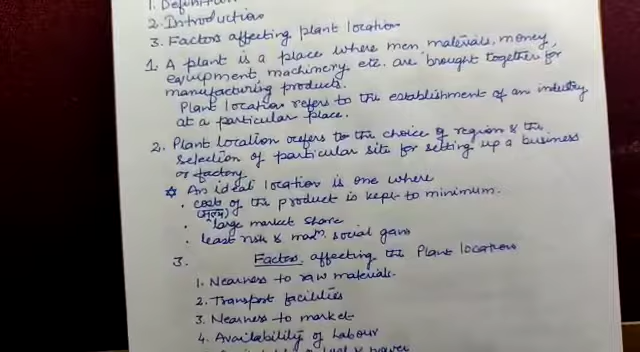 1. Definition
2. Introduction
3. Factors affecting plant location
1. A plant is a place where men, materials, money,
equipment, machinery etc. are brought together for
manufacturing products.
Plant location refers to the establishment of an industry
at a particular place.
2. Plant location refers to the choice of region & the
selection of particular site for setting up a business
or factory.
An ideal location is one where
• cost of the product is kept to minimum.
• large market share
• least risk & maxm. social gain
3. Factors affecting the Plant location
1. Nearness to raw materials.
2. Transport facilities
3. Nearness to market
4. Availability of Labour